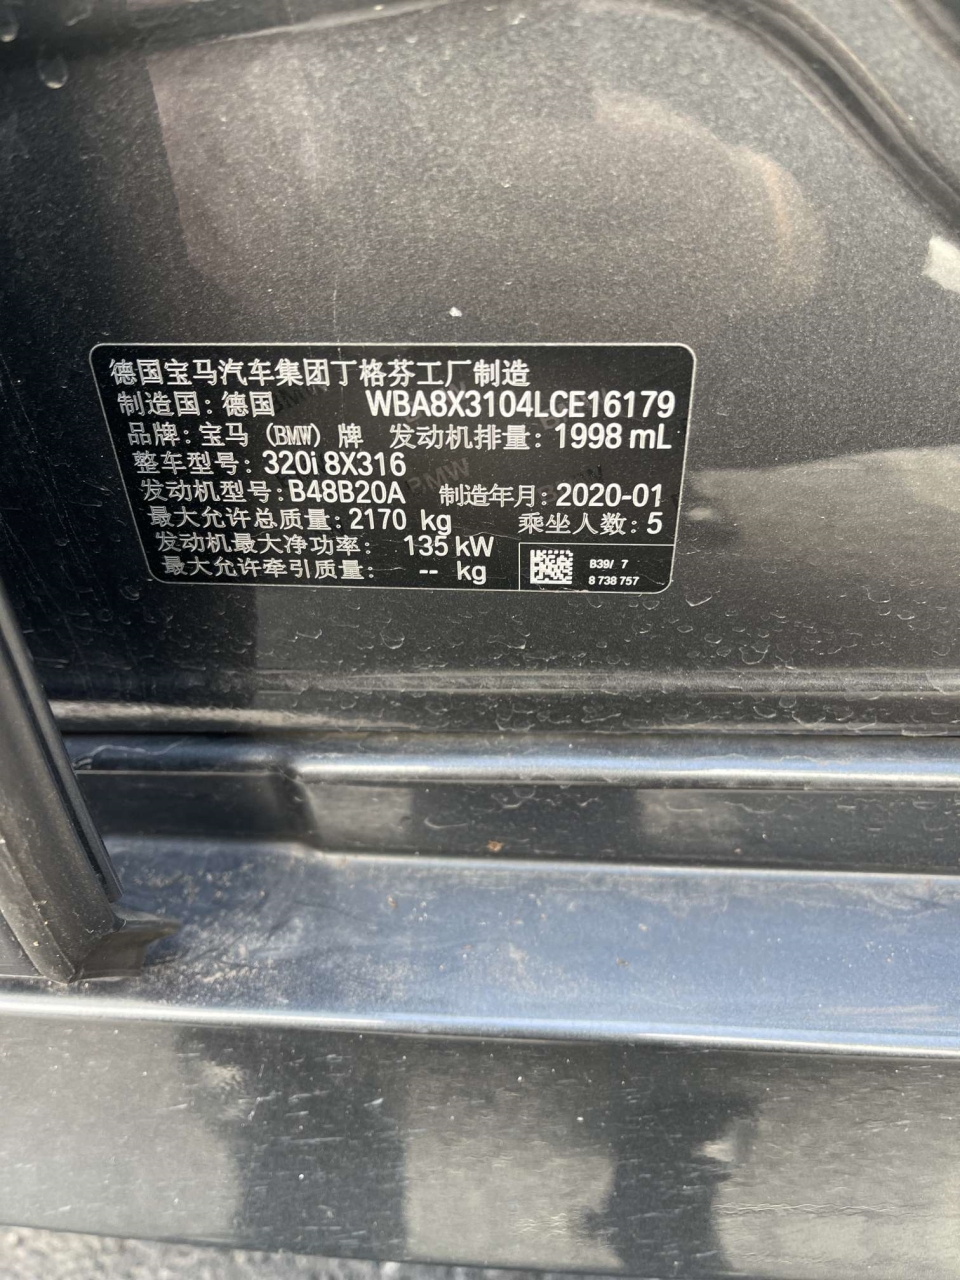 德国宝马汽车集团丁格芬工厂制造
制造国: 德国 WBA8X3104LCE16179
品牌: 宝马 (BMW) 牌 发动机排量: 1998 mL
整车型号: 320i 8X316
发动机型号: B48B20A 制造年月: 2020-01
最大允许总质量: 2170 kg 乘坐人数: 5
发动机最大净功率: 135 kW
最大允许牵引质量: -- kg
B39/ 7
8 738 757